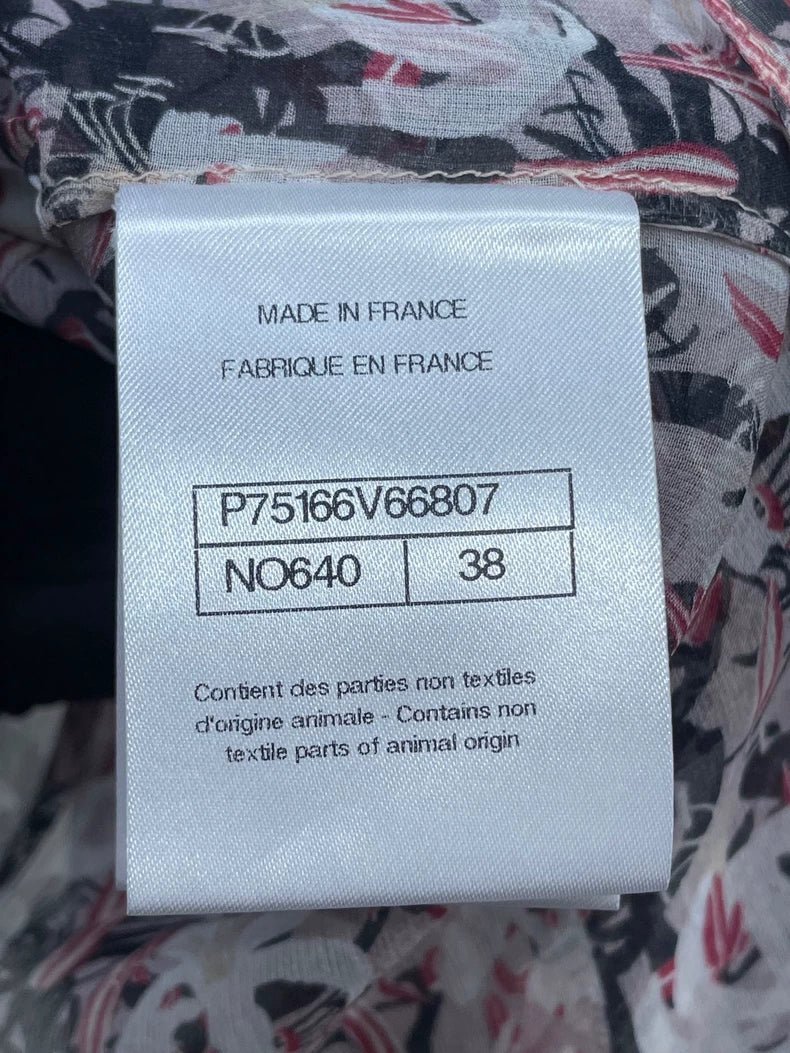 MADE IN FRANCE
FABRIQUE EN FRANCE
P75166V66807
NO640 38
Contient des parties non textiles
d'origine animale - Contains non
textile parts of animal origin